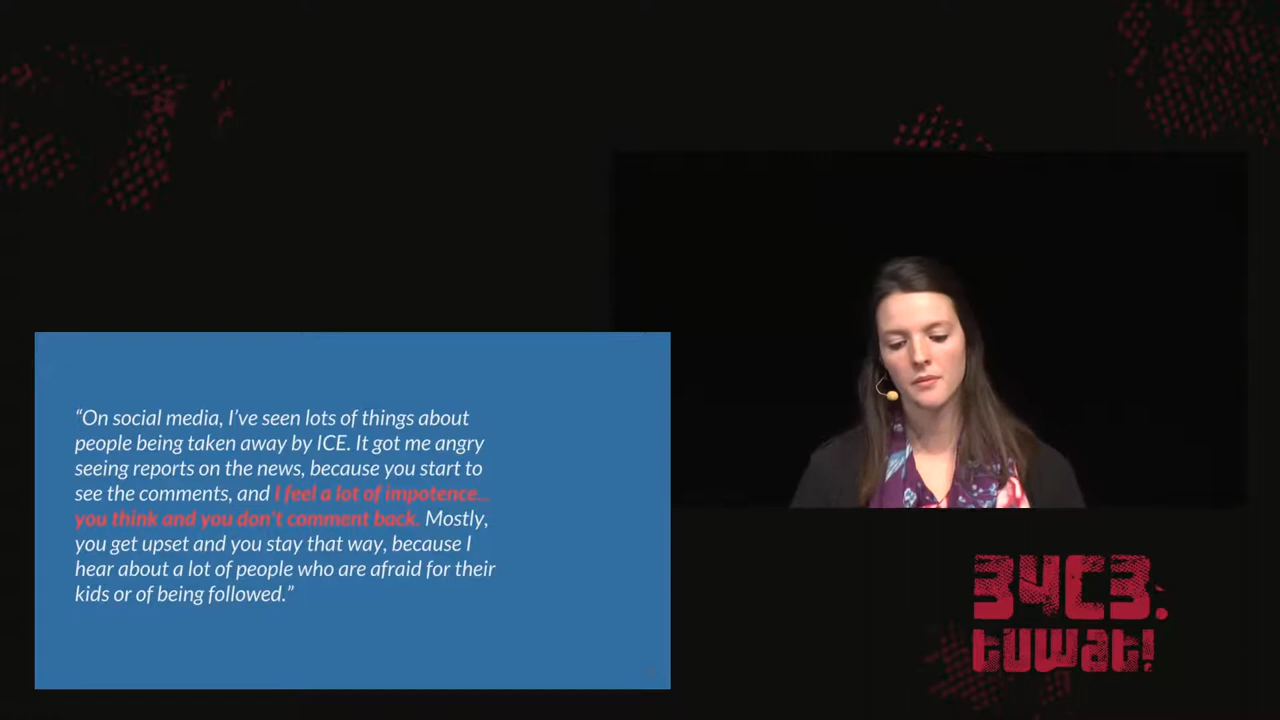 “On social media, I’ve seen lots of things about
people being taken away by ICE. It got me angry
seeing reports on the news, because you start to
see the comments, and I feel a lot of impotence...
you think and you don't comment back. Mostly,
you get upset and you stay that way, because I
hear about a lot of people who are afraid for their
kids or of being followed.”
34C3.
tuwat!